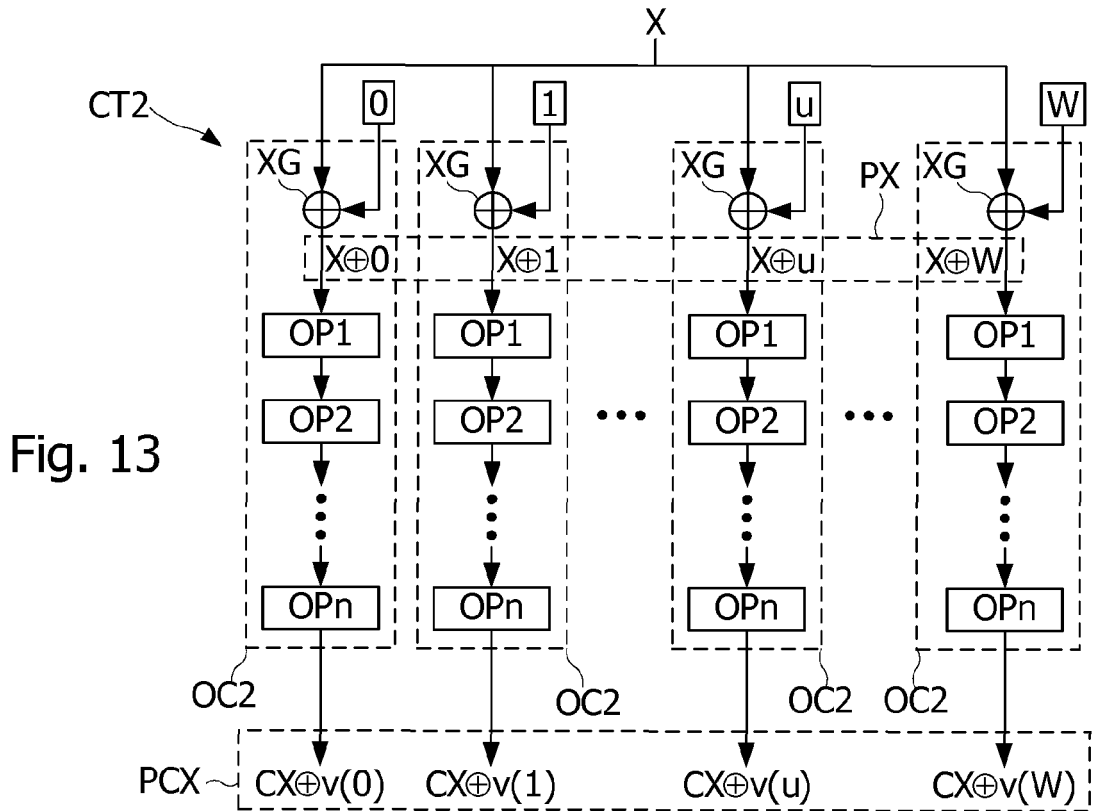 X
CT2
0 1 u W
XG XG XG PX XG
X⊕0 X⊕1 X⊕u X⊕W
OP1 OP1 OP1 OP1
OP2 OP2 ••• OP2 ••• OP2
Fig. 13
OPn OPn OPn OPn
OC2 OC2 OC2 OC2
PCX CX⊕v(0) CX⊕v(1) CX⊕v(u) CX⊕v(W)